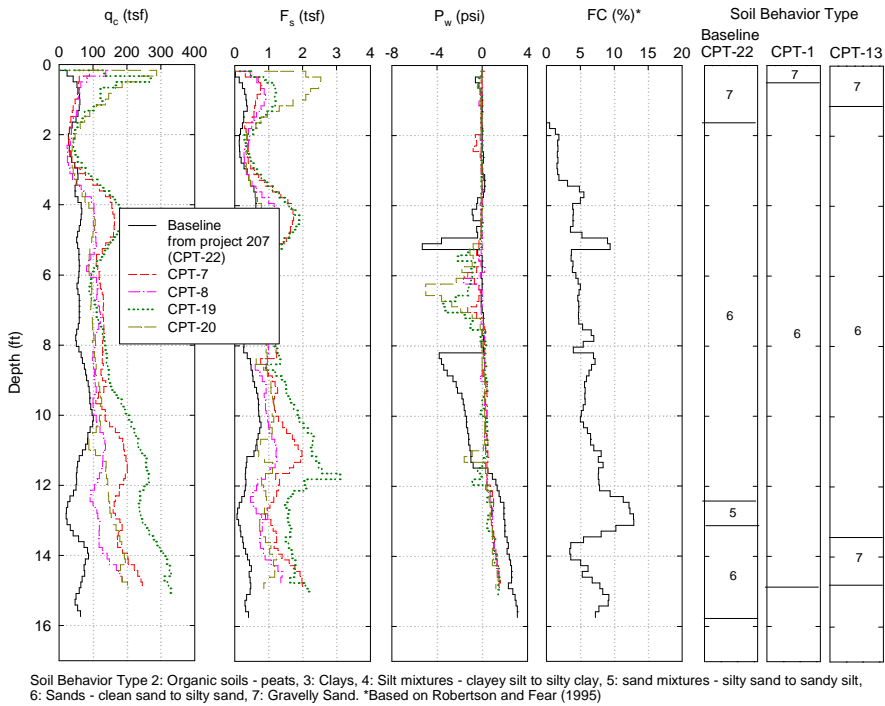 q_c (tsf)
F_s (tsf)
P_w (psi)
FC (%)*
Soil Behavior Type
Baseline
CPT-22
CPT-1
CPT-13
0 100 200 300 400
0 1 2 3 4
-8 -4 0 4
0 5 10 15 20
Depth (ft)
0
2
4
6
8
10
12
14
16
Baseline
from project 207
(CPT-22)
CPT-7
CPT-8
CPT-19
CPT-20
7
6
5
6
7
6
7
6
7
Soil Behavior Type 2: Organic soils - peats, 3: Clays, 4: Silt mixtures - clayey silt to silty clay, 5: sand mixtures - silty sand to sandy silt,
6: Sands - clean sand to silty sand, 7: Gravelly Sand. *Based on Robertson and Fear (1995)